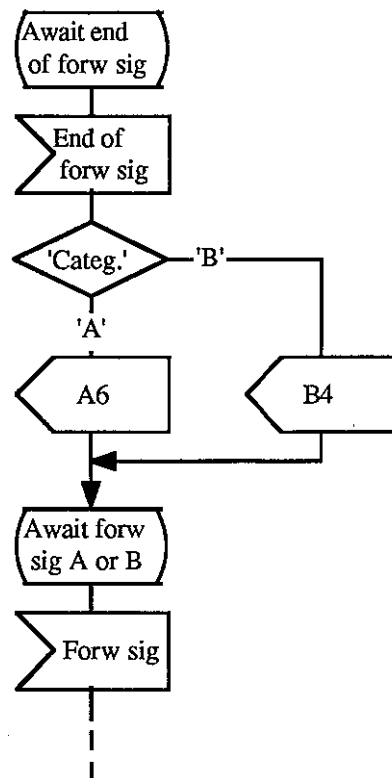 Await end
of forw sig
End of
forw sig
'Categ.'
'B'
'A'
A6
B4
Await forw
sig A or B
Forw sig